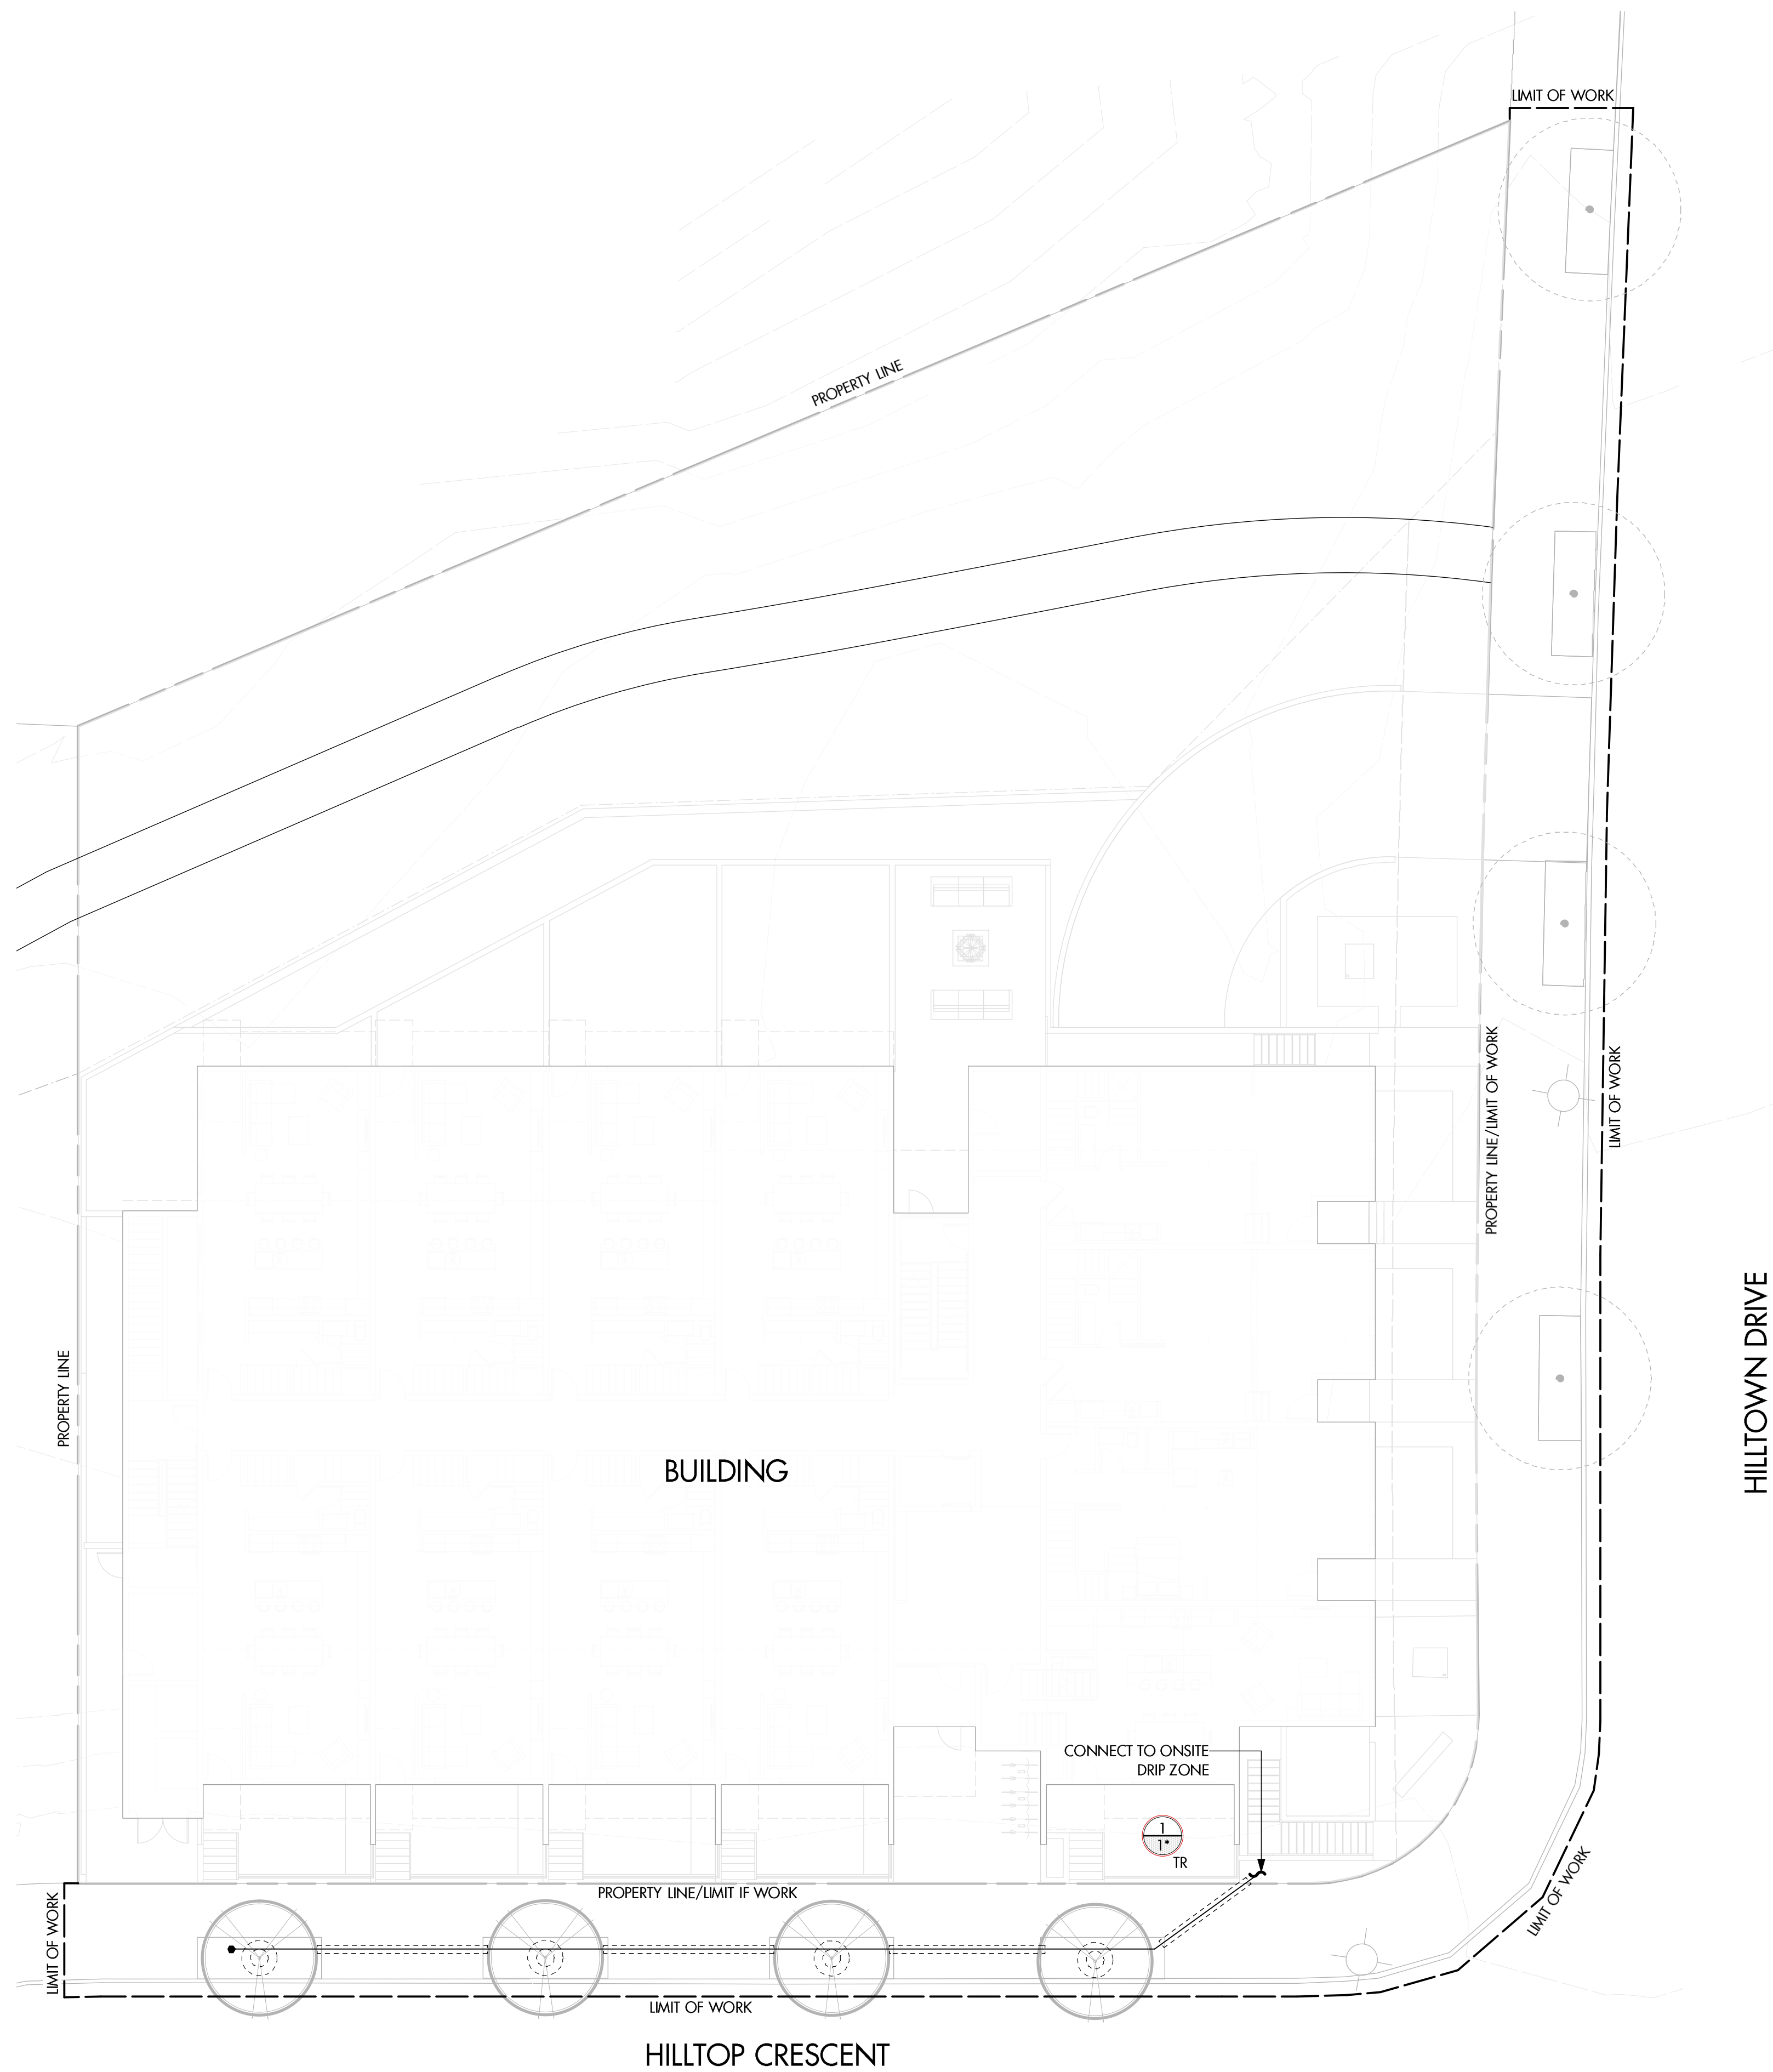 LIMIT OF WORK
PROPERTY LINE
PROPERTY LINE/LIMIT OF WORK
LIMIT OF WORK
HILLTOWN DRIVE
PROPERTY LINE
BUILDING
CONNECT TO ONSITE
DRIP ZONE
1
1*
TR
LIMIT OF WORK
PROPERTY LINE/LIMIT IF WORK
LIMIT OF WORK
LIMIT OF WORK
HILLTOP CRESCENT